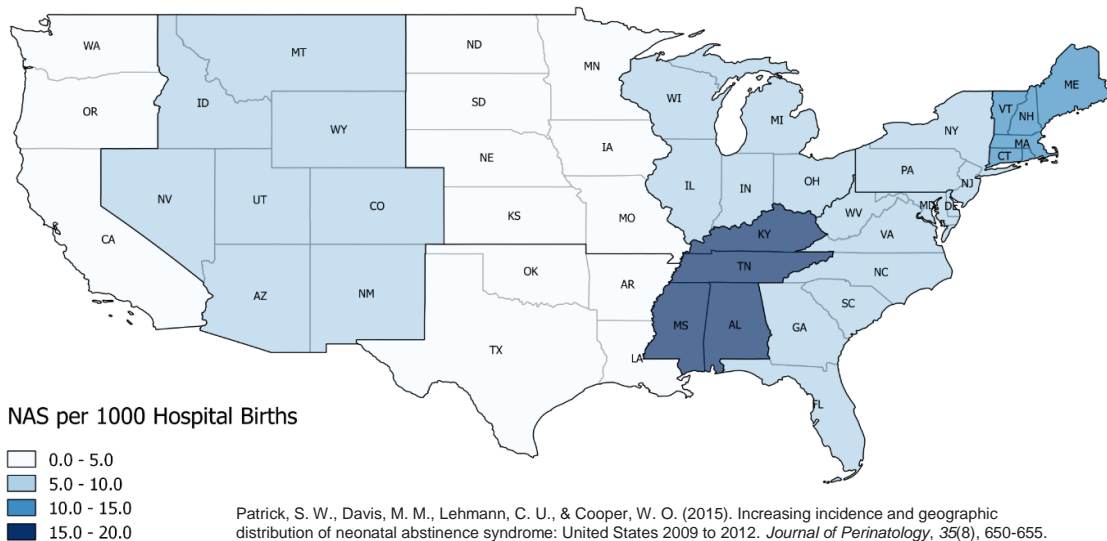 WA
MT
ND
MN
ME
OR
ID
SD
WI
VT
NH
WY
MI
NY
MA
CT
IA
NE
PA
NV
UT
CO
IL
IN
OH
NJ
MD
DE
WV
KS
MO
VA
CA
KY
OK
TN
NC
AZ
NM
AR
SC
MS
AL
GA
TX
LA
FL
NAS per 1000 Hospital Births
0.0 - 5.0
5.0 - 10.0
10.0 - 15.0
15.0 - 20.0
Patrick, S. W., Davis, M. M., Lehmann, C. U., & Cooper, W. O. (2015). Increasing incidence and geographic
distribution of neonatal abstinence syndrome: United States 2009 to 2012. Journal of Perinatology, 35(8), 650-655.